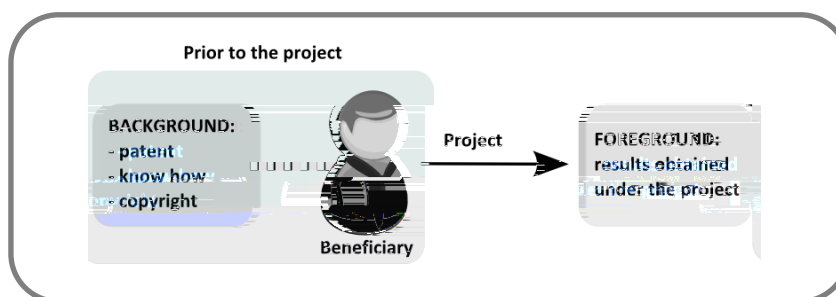 Prior to the project
BACKGROUND:
- patent
- know how
- copyright
Beneficiary
Project
FOREGROUND:
results obtained
under the project